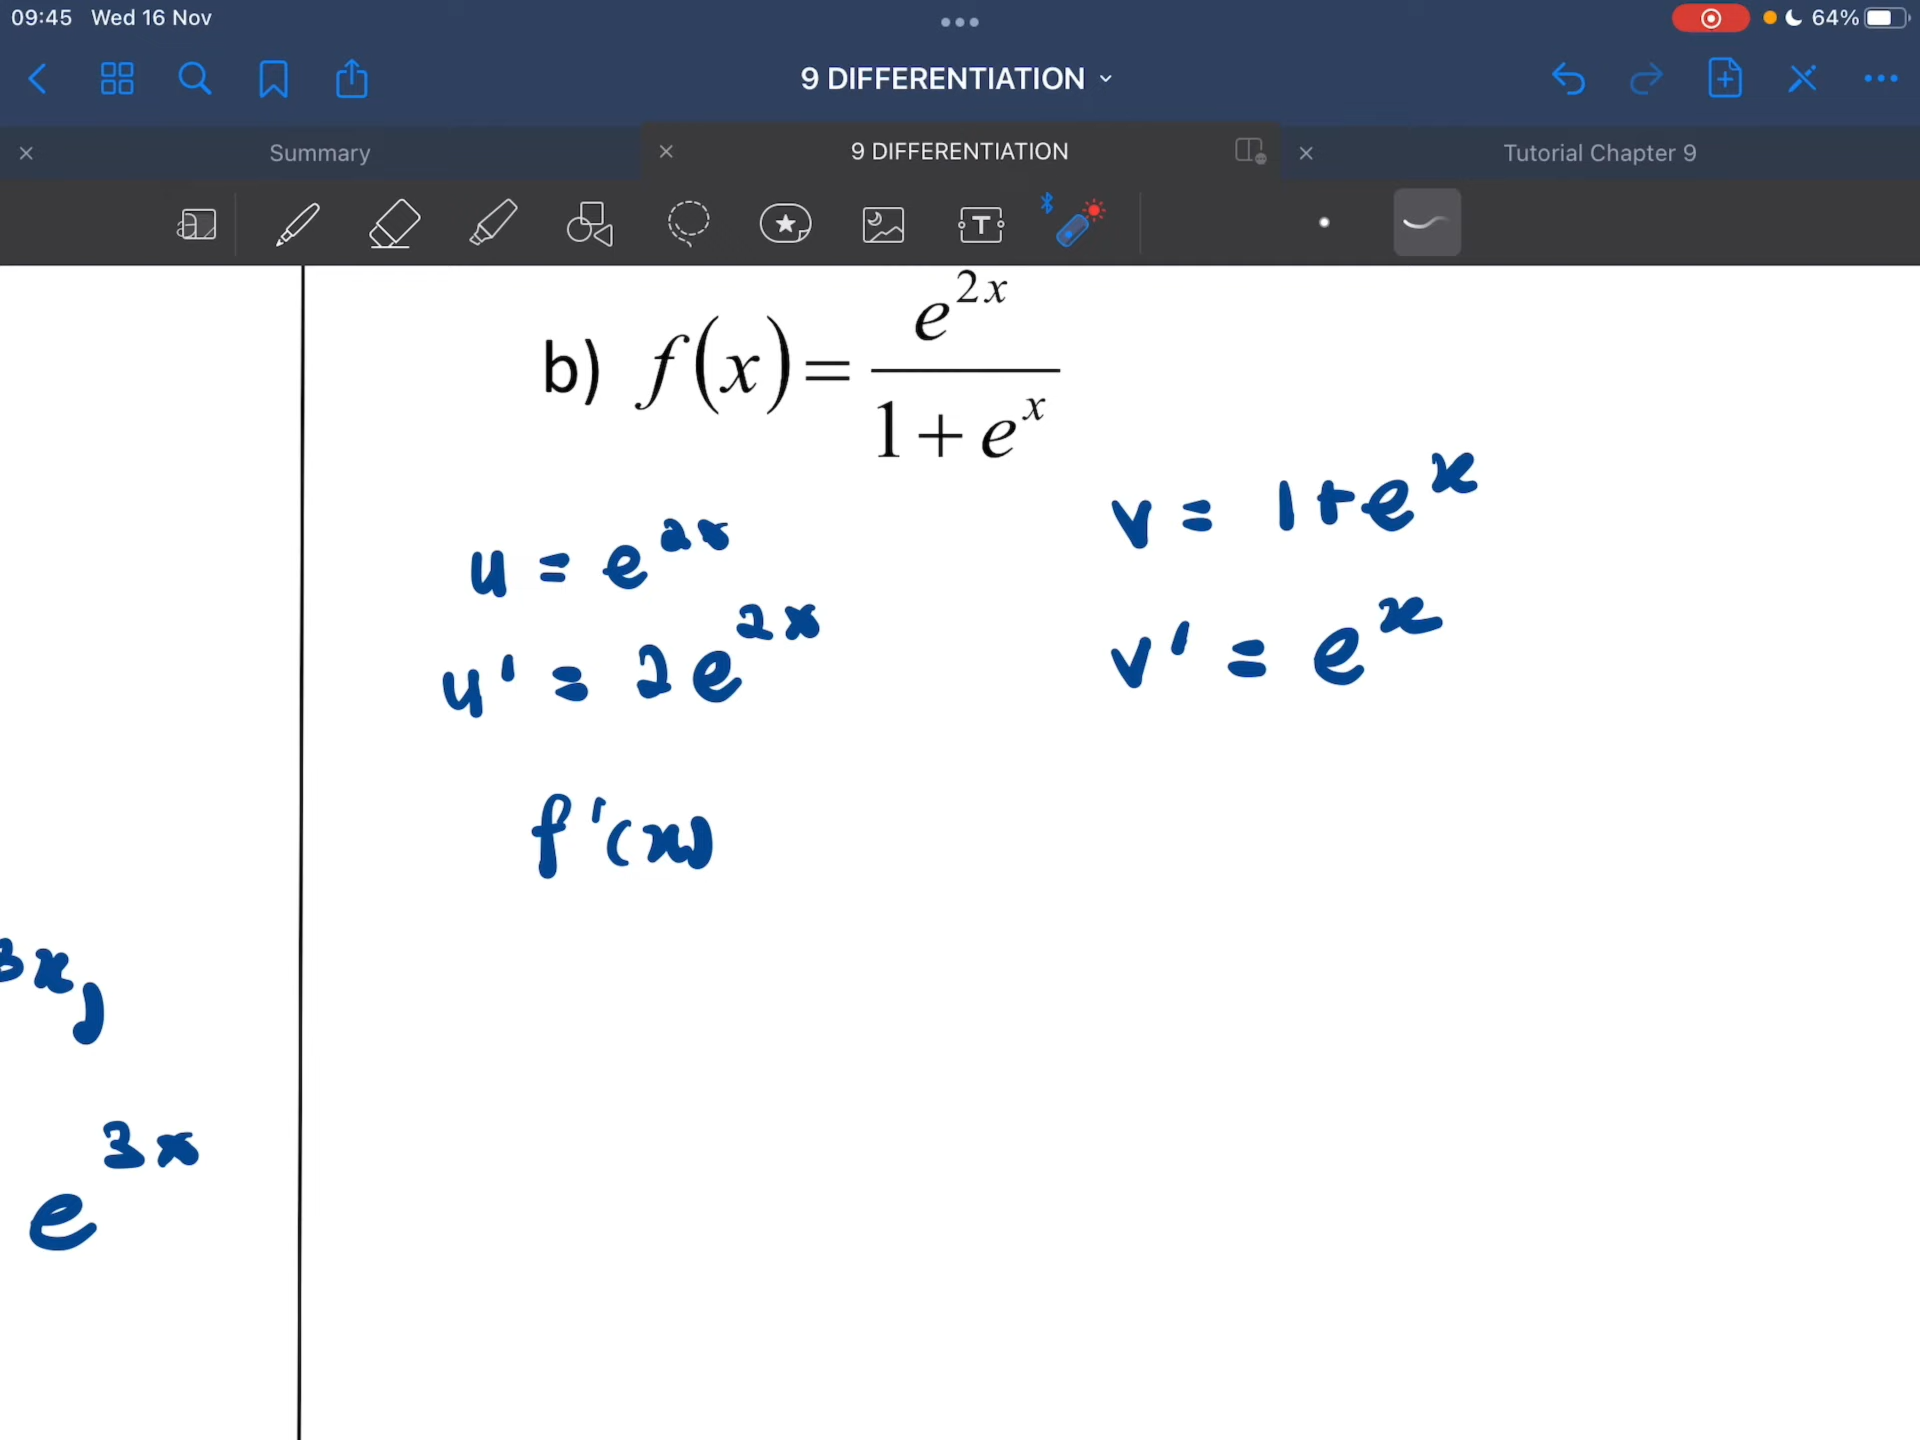 09:45 Wed 16 Nov
64%
9 DIFFERENTIATION
Summary
9 DIFFERENTIATION
Tutorial Chapter 9
b) f(x) = e^{2x} / (1 + e^x)
u = e^{2x}
v = 1+e^x
u' = 2e^{2x}
v' = e^x
f'(x)
3x)
e^{3x}